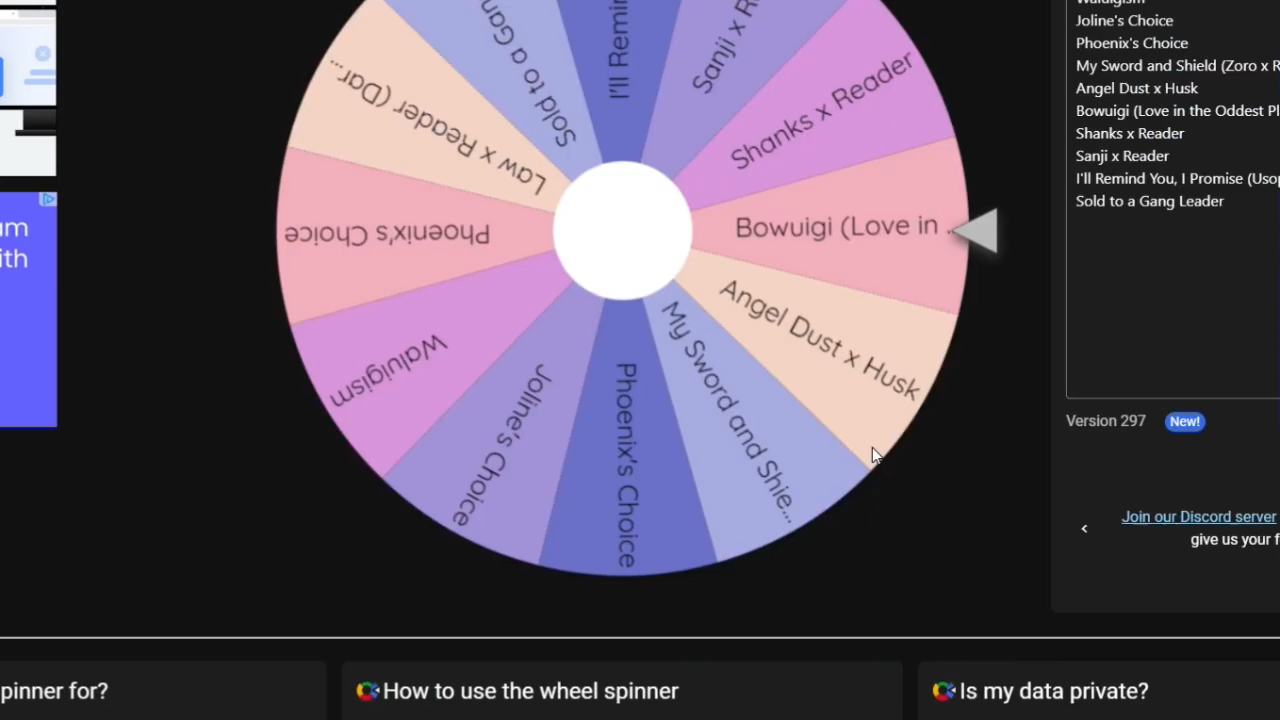 am
ith
Sold to a Gan
I'll Remin
Sanji x R
Shanks x Reader
Bowuigi (Love in ...
Angel Dust x Husk
My Sword and Shie...
Phoenix's Choice
Joline's Choice
Waluigism
Phoenix's Choice
Law x Reader (Dar...
Waluigism
Joline's Choice
Phoenix's Choice
My Sword and Shield (Zoro x R
Angel Dust x Husk
Bowuigi (Love in the Oddest Pl
Shanks x Reader
Sanji x Reader
I'll Remind You, I Promise (Usop
Sold to a Gang Leader
Version 297
New!
Join our Discord server
give us your f
pinner for?
How to use the wheel spinner
Is my data private?